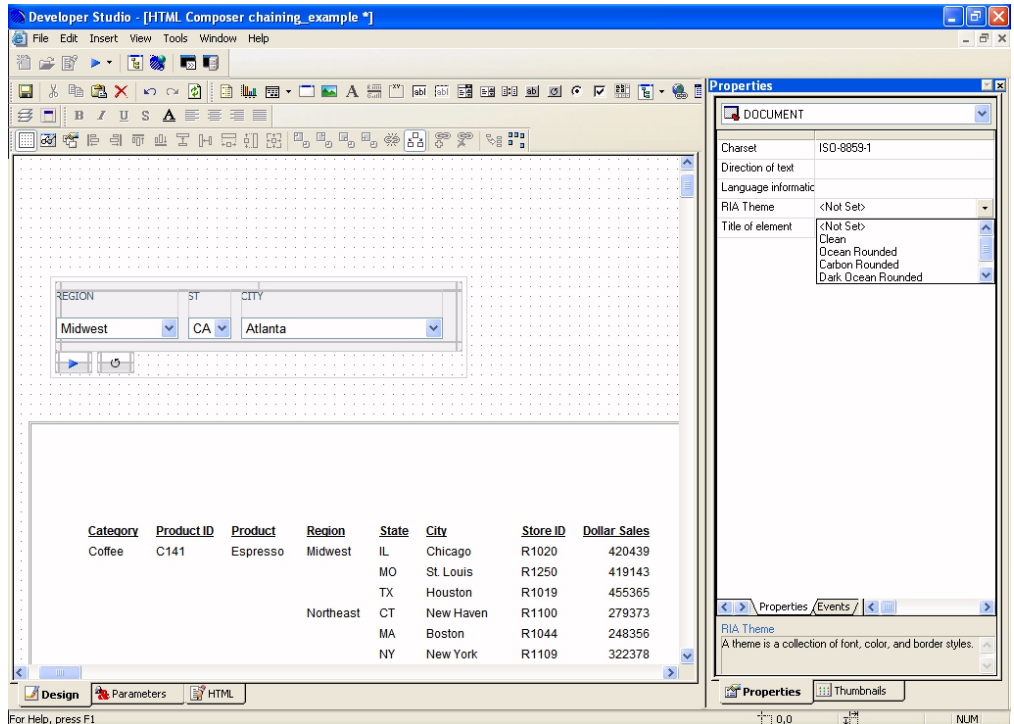 Developer Studio - [HTML Composer chaining_example *]
File Edit Insert View Tools Window Help
B I U S A
Properties
DOCUMENT
Charset ISO-8859-1
Direction of text
Language informatic
RIA Theme <Not Set>
Title of element <Not Set>
Clean
Ocean Rounded
Carbon Rounded
Dark Ocean Rounded
REGION ST CITY
Midwest CA Atlanta
Category Product ID Product Region State City Store ID Dollar Sales
Coffee C141 Espresso Midwest IL Chicago R1020 420439
MO St. Louis R1250 419143
TX Houston R1019 455365
Northeast CT New Haven R1100 279373
MA Boston R1044 248356
NY New York R1109 322378
Properties Events
RIA Theme
A theme is a collection of font, color, and border styles.
Design Parameters HTML
Properties Thumbnails
For Help, press F1 0,0 NUM